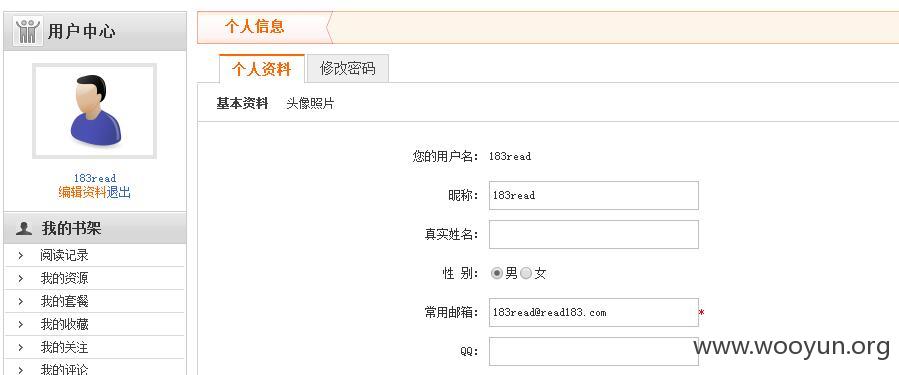 用户中心
183read
编辑资料退出
我的书架
阅读记录
我的资源
我的套餐
我的收藏
我的关注
我的评论
个人信息
个人资料 修改密码
基本资料 头像照片
您的用户名: 183read
昵称: 183read
真实姓名:
性 别: 男 女
常用邮箱: 183read@read183.com *
QQ:
www.wooyun.org